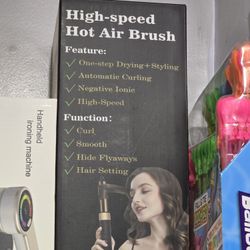 High-speed
Hot Air Brush
Feature:
✓ One-step Drying+Styling
✓ Automatic Curling
✓ Negative Ionic
✓ High-Speed
Function:
✓ Curl
✓ Smooth
✓ Hide Flyaways
✓ Hair Setting
Handheld
ironing machine